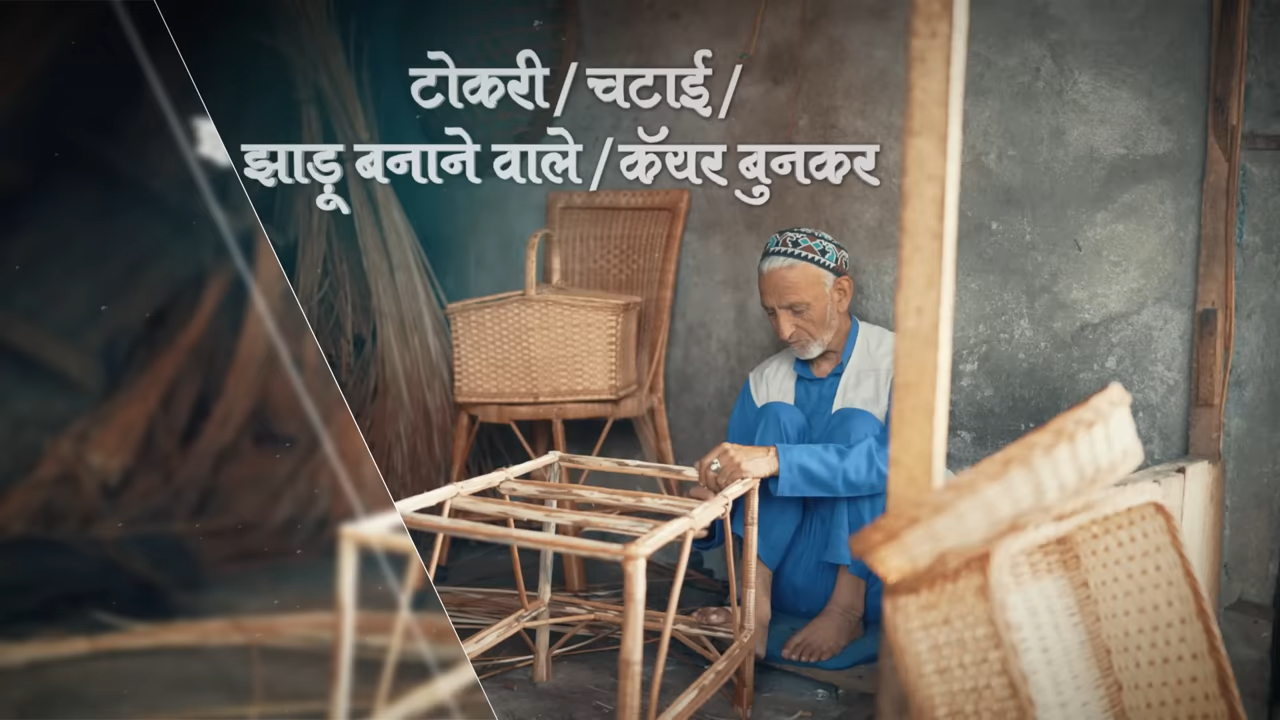 टोकरी / चटाई /
झाड़ू बनाने वाले / कॅयर बुनकर